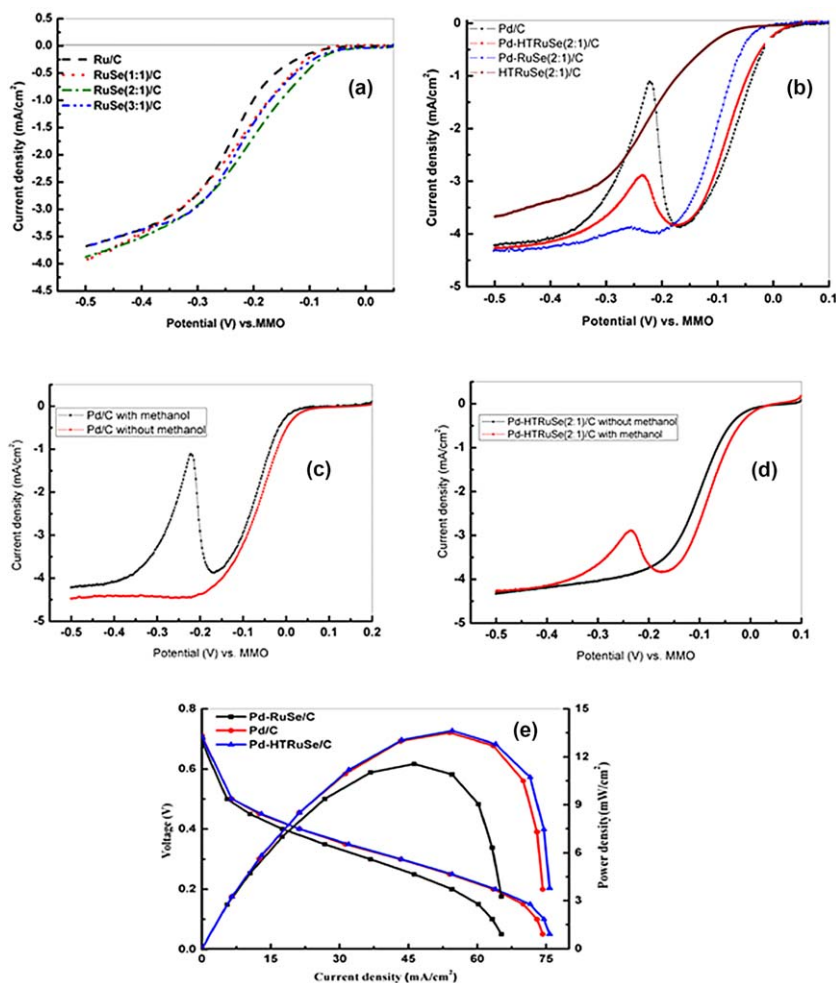 (a)
Ru/C
RuSe(1:1)/C
RuSe(2:1)/C
RuSe(3:1)/C
0.0
-0.5
-1.0
-1.5
-2.0
-2.5
-3.0
-3.5
-4.0
-4.5
Current density (mA/cm²)
-0.5 -0.4 -0.3 -0.2 -0.1 0.0
Potential (V) vs.MMO
(b)
Pd/C
Pd-HTRuSe(2:1)/C
Pd-RuSe(2:1)/C
HTRuSe(2:1)/C
0
-1
-2
-3
-4
-5
Current density (mA/cm²)
-0.5 -0.4 -0.3 -0.2 -0.1 0.0 0.1
Potential (V) vs. MMO
(c)
Pd/C with methanol
Pd/C without methanol
0
-1
-2
-3
-4
-5
Current density (mA/cm²)
-0.5 -0.4 -0.3 -0.2 -0.1 0.0 0.1 0.2
Potential (V) vs. MMO
(d)
Pd-HTRuSe(2:1)/C without methanol
Pd-HTRuSe(2:1)/C with methanol
0
-1
-2
-3
-4
-5
Current density (mA/cm²)
-0.5 -0.4 -0.3 -0.2 -0.1 0.0 0.1
Potential (V) vs. MMO
(e)
Pd-RuSe/C
Pd/C
Pd-HTRuSe/C
0.8
0.6
0.4
0.2
0.0
Voltage (V)
15
12
9
6
3
0
Power density(mW/cm²)
0 15 30 45 60 75
Current density (mA/cm²)